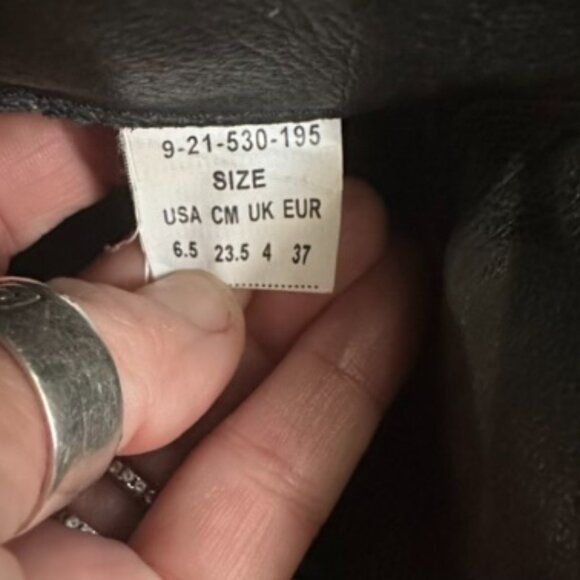 9-21-530-195
SIZE
USA CM UK EUR
6.5 23.5 4 37